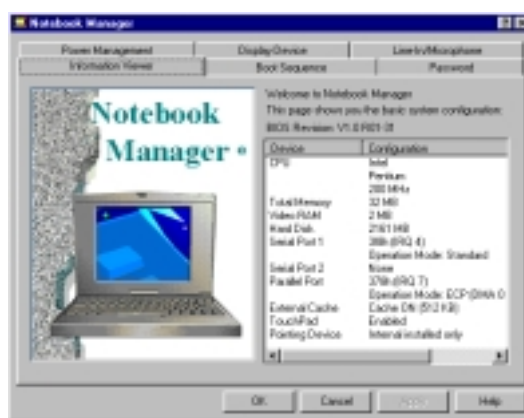 Notebook Manager
Power Management
Display Device
Line-In/Microphone
Information Viewer
Boot Sequence
Password
Notebook
Manager
Welcome to Notebook Manager
This page shows you the basic system configuration:
BIOS Revision: V1.0 R01-
Device Configuration
CPU Intel
Pentium
200 MHz
Total Memory 32 MB
Video RAM 2 MB
Hard Disk 2161 MB
Serial Port 1 (IRQ 4)
Operation Mode: Standard
Serial Port 2 None
Parallel Port 378h (IRQ 7)
Operation Mode: ECP (DMA
External Cache Cache ON (512 KB)
TouchPad Enabled
Pointing Device Internal installed only
OK
Cancel
Apply
Help